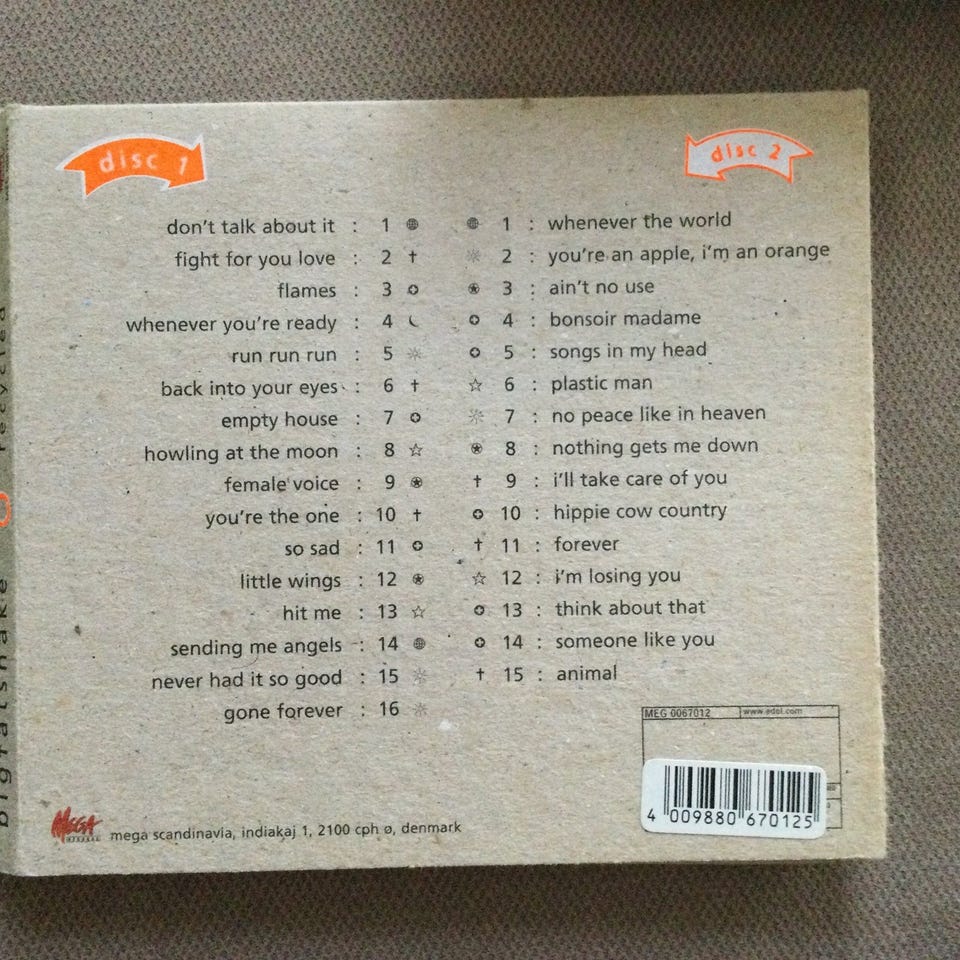 disc 1
don't talk about it : 1
fight for you love : 2
flames : 3
whenever you're ready : 4
run run run : 5
back into your eyes : 6
empty house : 7
howling at the moon : 8
female voice : 9
you're the one : 10
so sad : 11
little wings : 12
hit me : 13
sending me angels : 14
never had it so good : 15
gone forever : 16
disc 2
1 : whenever the world
2 : you're an apple, i'm an orange
3 : ain't no use
4 : bonsoir madame
5 : songs in my head
6 : plastic man
7 : no peace like in heaven
8 : nothing gets me down
9 : i'll take care of you
10 : hippie cow country
11 : forever
12 : i'm losing you
13 : think about that
14 : someone like you
15 : animal
MEG 0067012
www.edel.com
4 009880 670125
MEGA
mega scandinavia, indiakaj 1, 2100 cph ø, denmark
bigfatsnake
recycled